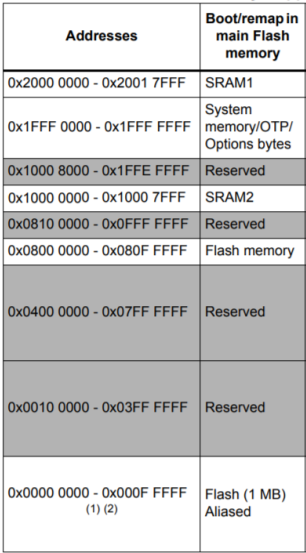 Addresses
Boot/remap in
main Flash
memory
0x2000 0000 - 0x2001 7FFF
SRAM1
0x1FFF 0000 - 0x1FFF FFFF
System
memory/OTP/
Options bytes
0x1000 8000 - 0x1FFE FFFF
Reserved
0x1000 0000 - 0x1000 7FFF
SRAM2
0x0810 0000 - 0x0FFF FFFF
Reserved
0x0800 0000 - 0x080F FFFF
Flash memory
0x0400 0000 - 0x07FF FFFF
Reserved
0x0010 0000 - 0x03FF FFFF
Reserved
0x0000 0000 - 0x000F FFFF
(1) (2)
Flash (1 MB)
Aliased